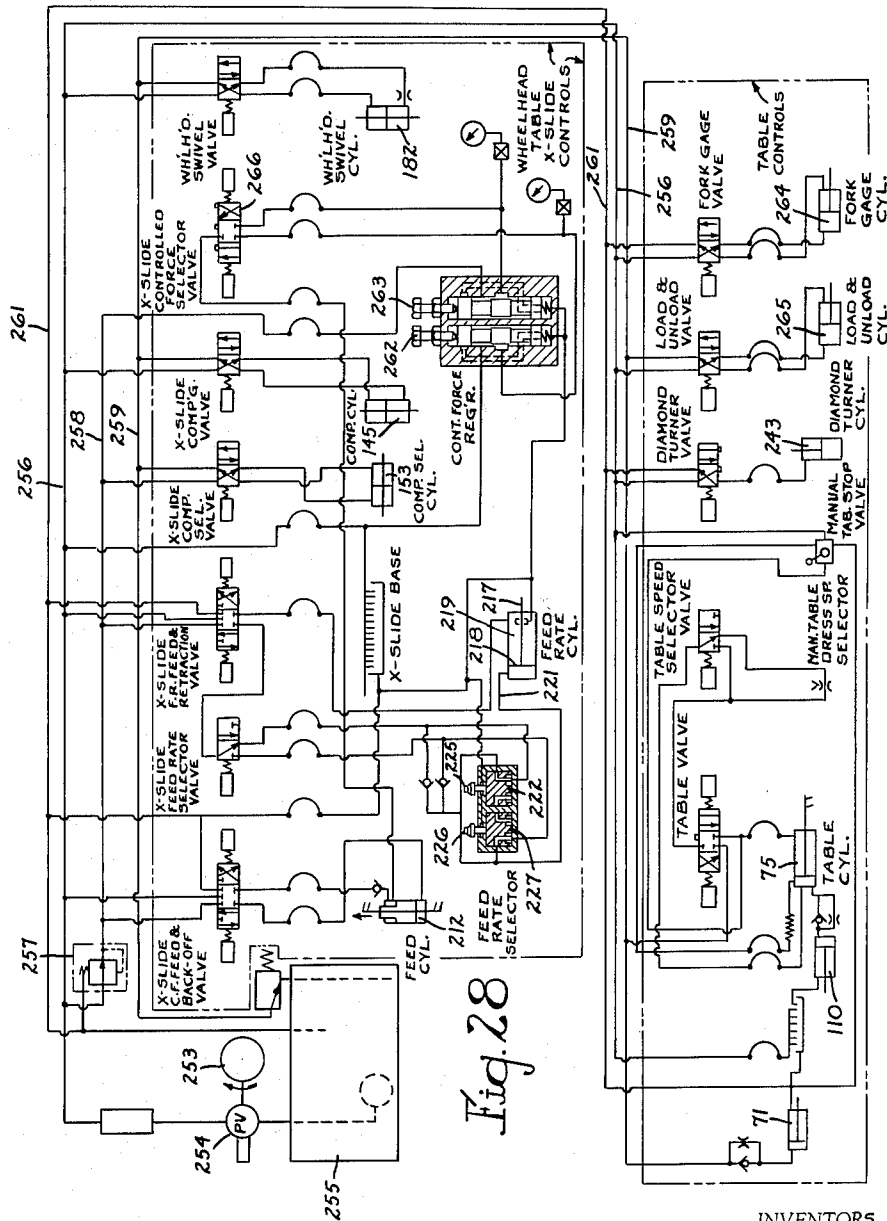 261
256
258
259
257
X-SLIDE
C.F. FEED &
BACK-OFF
VALVE
X-SLIDE
FEED RATE
SELECTOR
VALVE
X-SLIDE
F.R. FEED &
RETRACTION
VALVE
X-SLIDE
COMP.
SEL.
VALVE
X-SLIDE
COMP'G.
VALVE
X-SLIDE
CONTROLLED
FORCE
SELECTOR
VALVE
266
WH'LH'D.
SWIVEL
VALVE
WH'LH'D.
SWIVEL
CYL.
182
COMP. CYL.
145
153
COMP. SEL.
CYL.
262
263
CONT. FORCE
REG'R.
WHEELHEAD
TABLE
X-SLIDE
CONTROLS
X-SLIDE BASE
253
254
PV
255
FEED
CYL.
212
FEED RATE
SELECTOR
225
226
222
227
221
218
219
217
FEED RATE
CYL.
Fig. 28
261
256
259
TABLE
CONTROLS
FORK GAGE
VALVE
264
FORK
GAGE
CYL.
LOAD &
UNLOAD
VALVE
265
LOAD &
UNLOAD
CYL.
DIAMOND
TURNER
VALVE
243
DIAMOND
TURNER
CYL.
MANUAL
TAB. STOP
VALVE
TABLE SPEED
SELECTOR
VALVE
MAN. TABLE
DRESS SP.
SELECTOR
TABLE VALVE
75
TABLE
CYL.
110
71
INVENTORS